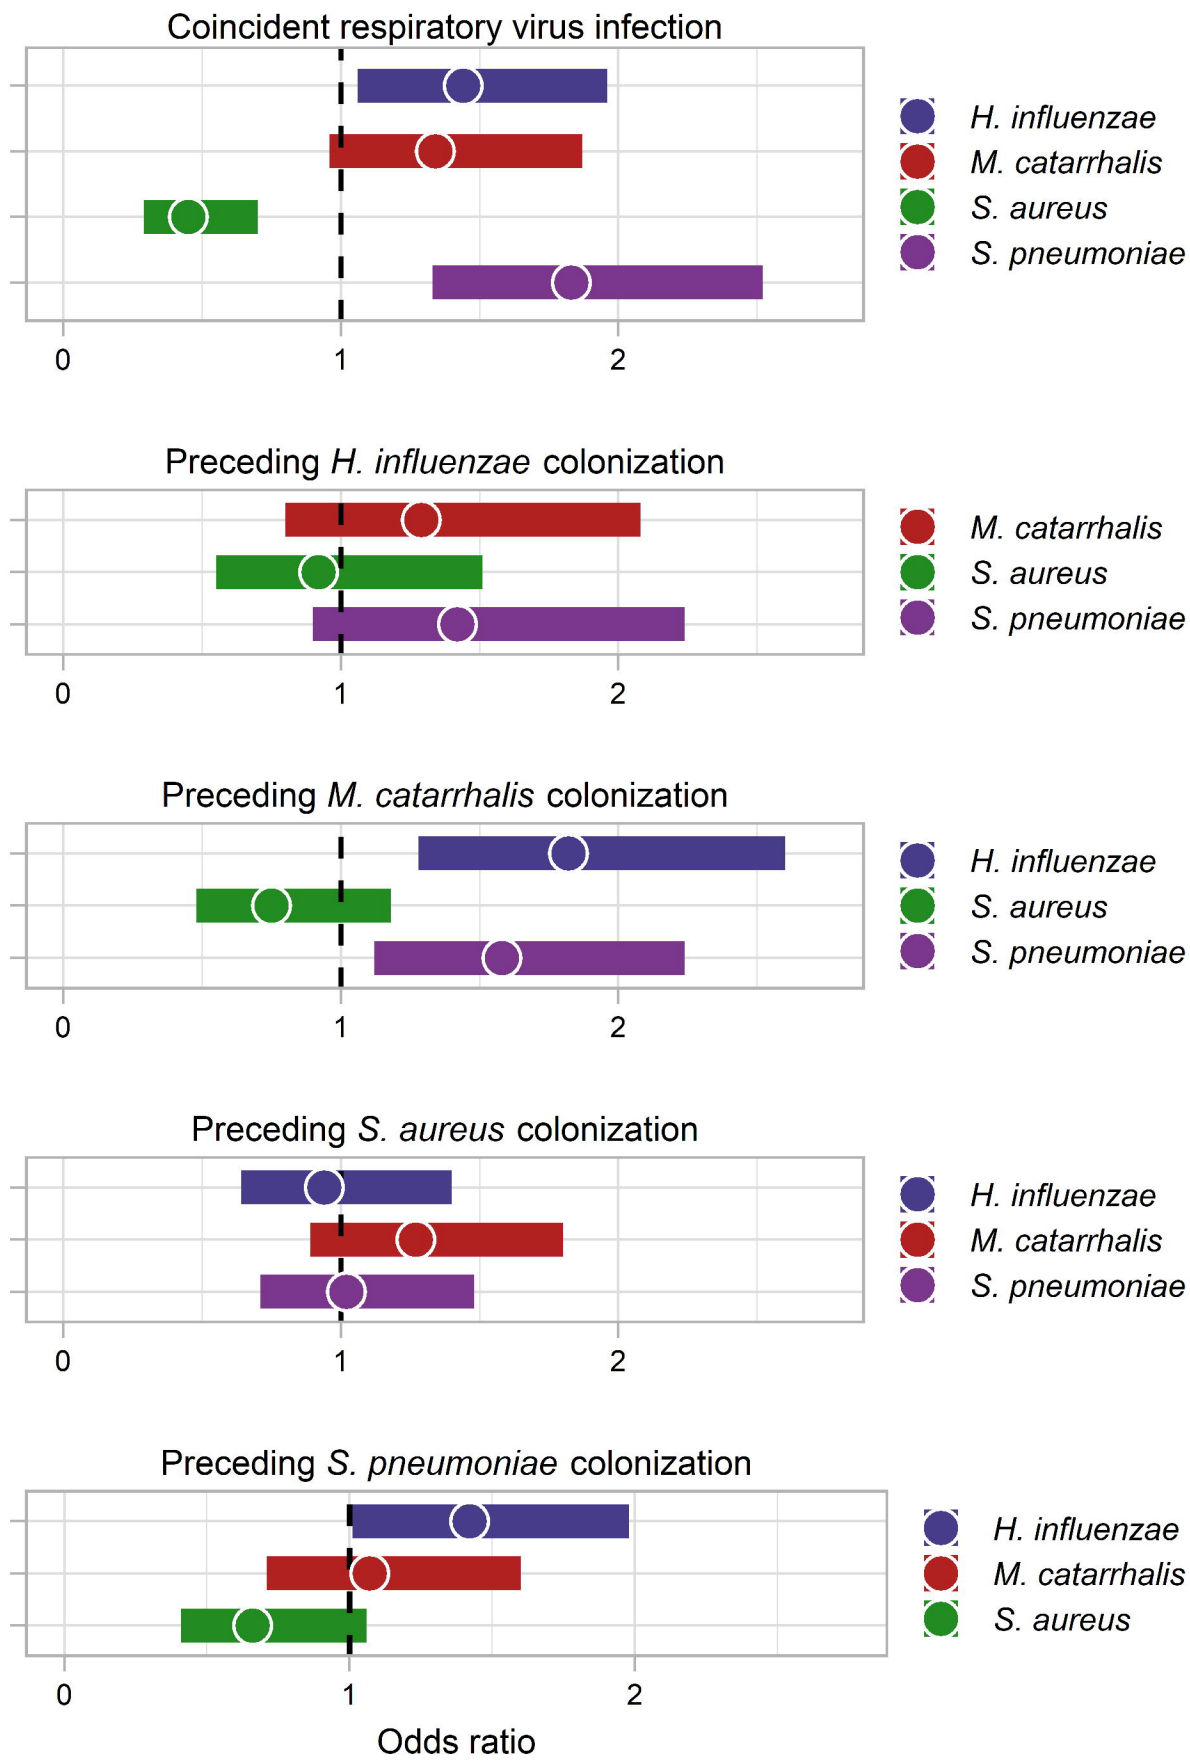 Coincident respiratory virus infection
H. influenzae
M. catarrhalis
S. aureus
S. pneumoniae
0 1 2
Preceding H. influenzae colonization
M. catarrhalis
S. aureus
S. pneumoniae
0 1 2
Preceding M. catarrhalis colonization
H. influenzae
S. aureus
S. pneumoniae
0 1 2
Preceding S. aureus colonization
H. influenzae
M. catarrhalis
S. pneumoniae
0 1 2
Preceding S. pneumoniae colonization
H. influenzae
M. catarrhalis
S. aureus
0 1 2
Odds ratio